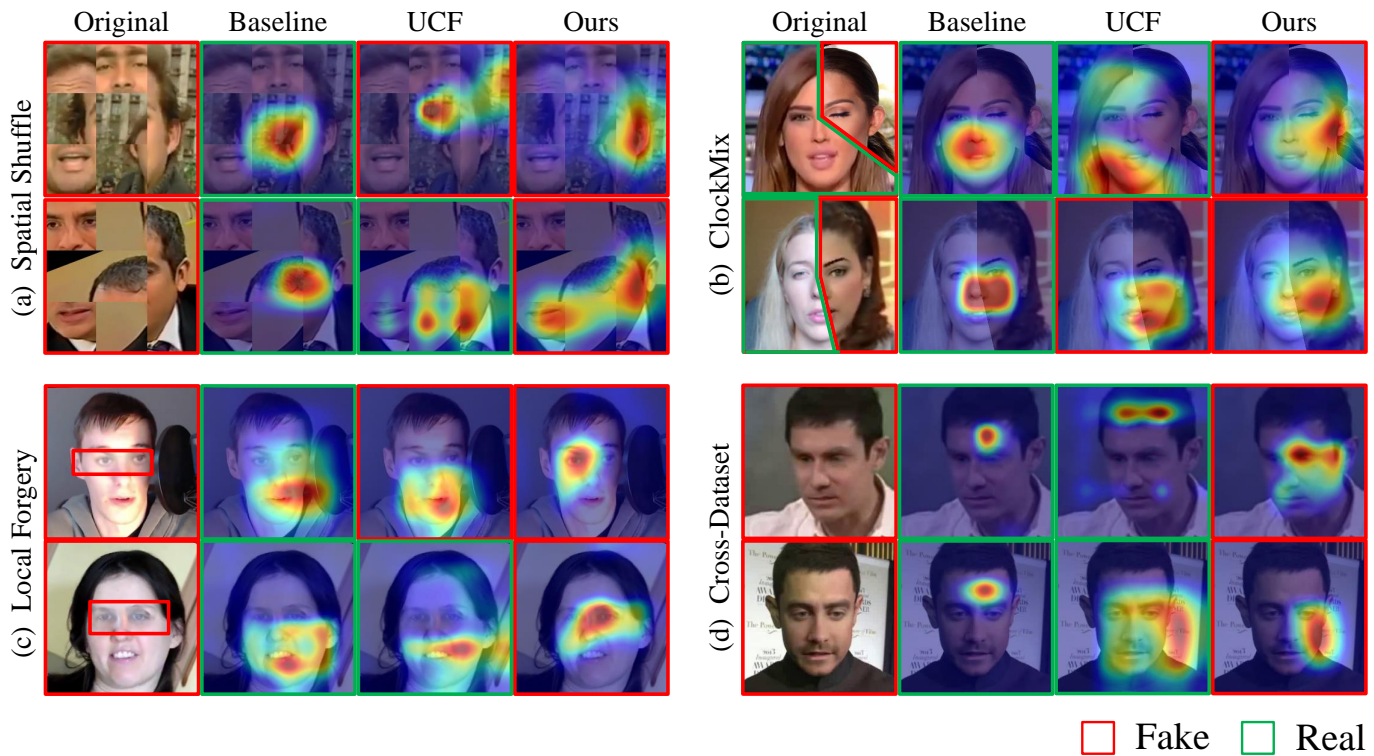 Original Baseline UCF Ours
Original Baseline UCF Ours
(a) Spatial Shuffle
(b) ClockMix
(c) Local Forgery
(d) Cross-Dataset
Fake Real